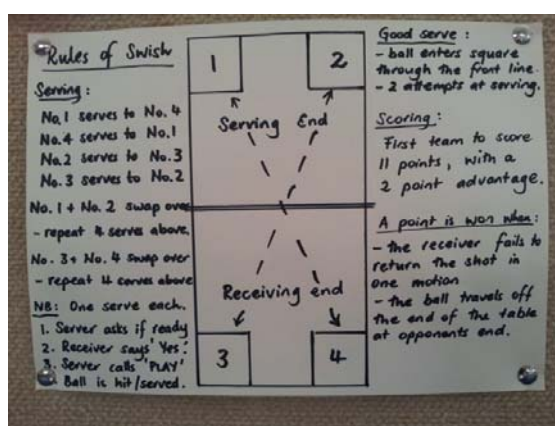 Rules of Swish
Serving:
No.1 serves to No.4
No.4 serves to No.1
No.2 serves to No.3
No.3 serves to No.2
No.1 + No.2 swap over
- repeat 4 serves above.
No.3 + No.4 swap over
- repeat 4 serves above
NB: One serve each.
1. Server asks if ready
2. Receiver says 'Yes'.
3. Server calls 'PLAY'
4. Ball is hit/served.
1
2
Serving End
Receiving end
3
4
Good serve:
- ball enters square
through the front line.
- 2 attempts at serving.
Scoring:
First team to score
11 points, with a
2 point advantage.
A point is won when:
- the receiver fails to
return the shot in
one motion
- the ball travels off
the end of the table
at opponents end.